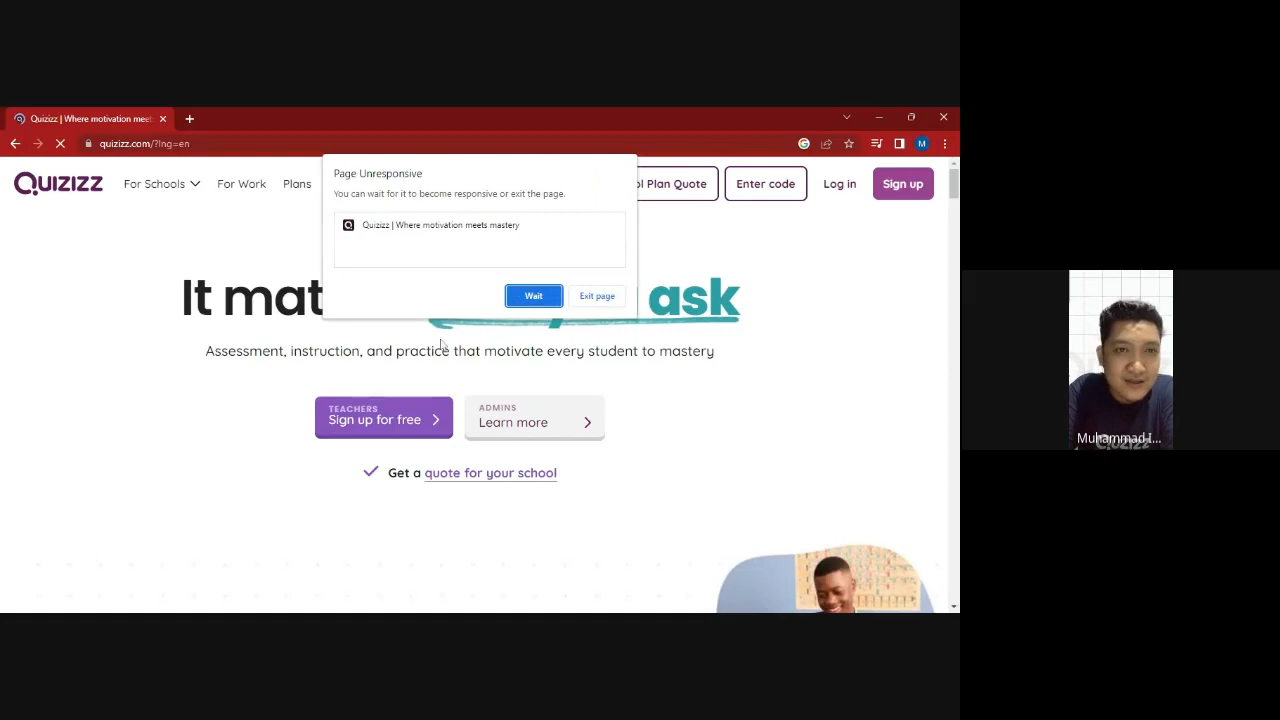 Quizizz | Where motivation meet
quizizz.com/?lng=en
M
QUIZIZZ
For Schools
For Work
Plans
ol Plan Quote
Enter code
Log in
Sign up
Page Unresponsive
You can wait for it to become responsive or exit the page.
Quizizz | Where motivation meets mastery
Wait
Exit page
It mat
ask
Assessment, instruction, and practice that motivate every student to mastery
TEACHERS
Sign up for free
ADMINS
Learn more
Get a quote for your school
Muhammad I...
QUIZIZZ